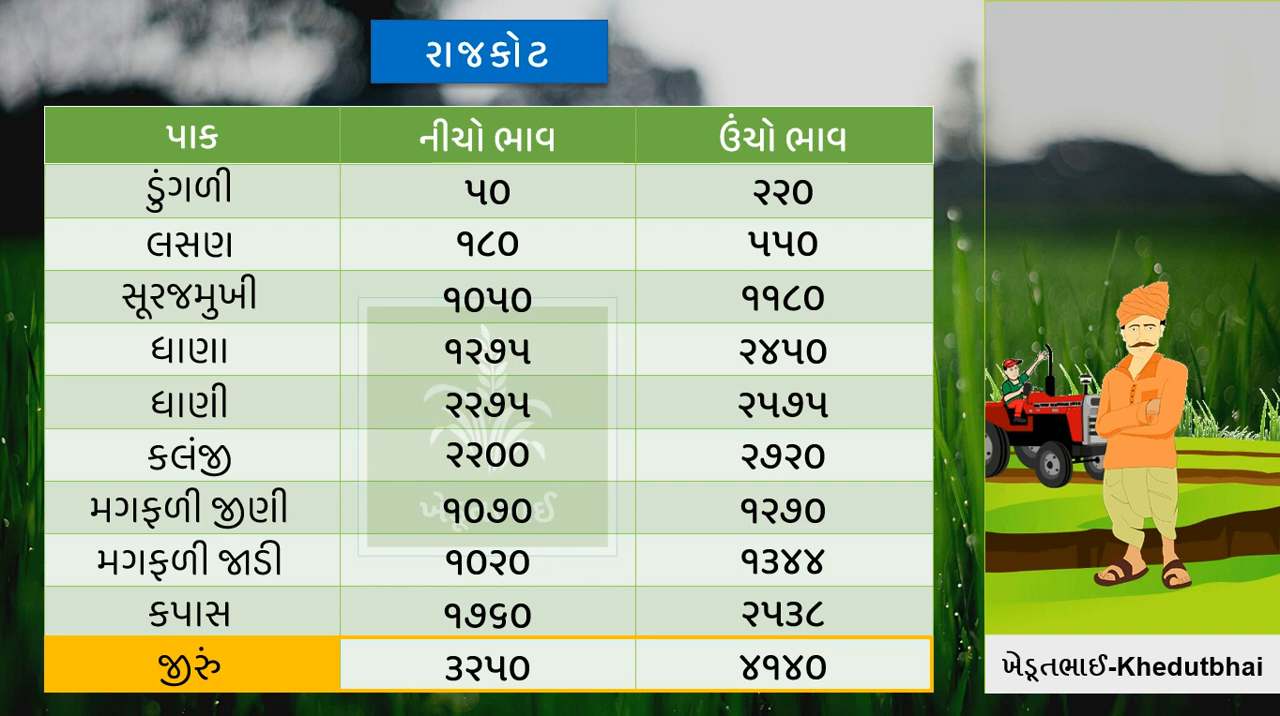 રાજકોટ
પાક નીચો ભાવ ઉંચો ભાવ
ડુંગળી ૫૦ ૨૨૦
લસણ ૧૮૦ ૫૫૦
સૂરજમુખી ૧૦૫૦ ૧૧૮૦
ધાણા ૧૨૭૫ ૨૪૫૦
ધાણી ૨૨૭૫ ૨૫૭૫
કલંજી ૨૨૦૦ ૨૭૨૦
મગફળી જીણી ૧૦૭૦ ૧૨૭૦
મગફળી જાડી ૧૦૨૦ ૧૩૪૪
કપાસ ૧૭૬૦ ૨૫૩૮
જીરું ૩૨૫૦ ૪૧૪૦
ખેડૂતભાઈ-Khedutbhai